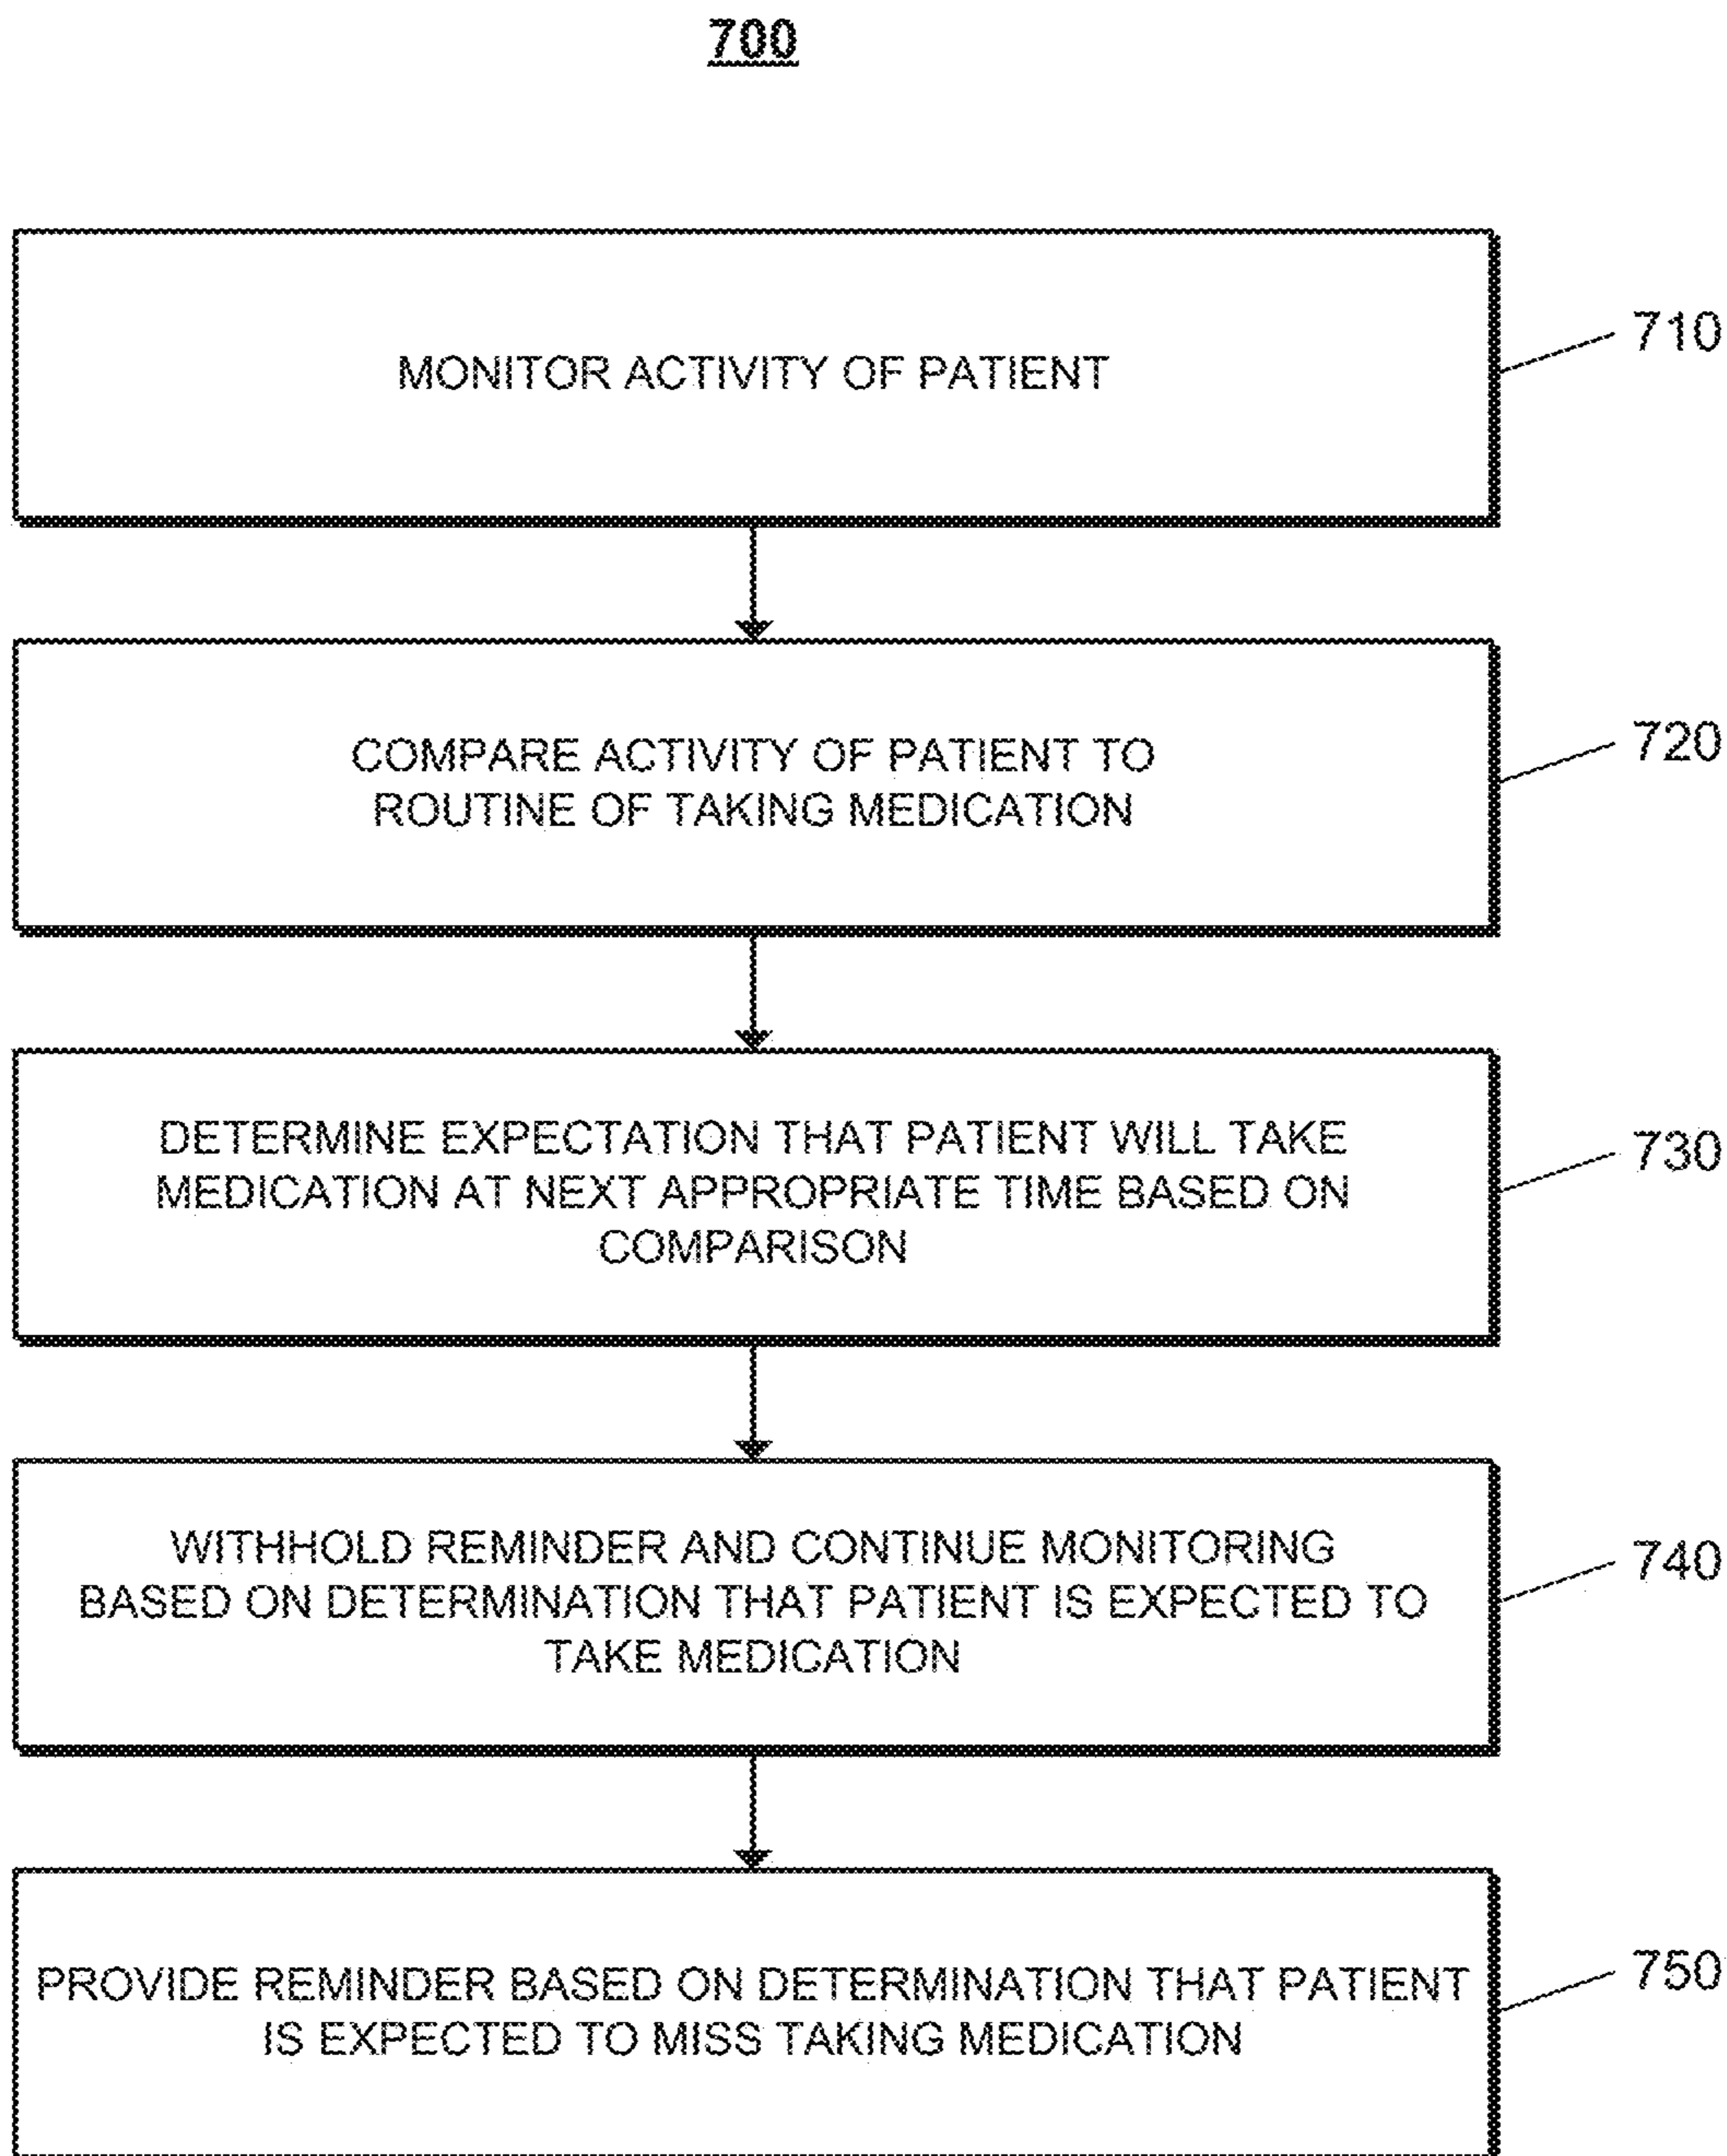 700
MONITOR ACTIVITY OF PATIENT
710
COMPARE ACTIVITY OF PATIENT TO
ROUTINE OF TAKING MEDICATION
720
DETERMINE EXPECTATION THAT PATIENT WILL TAKE
MEDICATION AT NEXT APPROPRIATE TIME BASED ON
COMPARISON
730
WITHHOLD REMINDER AND CONTINUE MONITORING
BASED ON DETERMINATION THAT PATIENT IS EXPECTED TO
TAKE MEDICATION
740
PROVIDE REMINDER BASED ON DETERMINATION THAT PATIENT
IS EXPECTED TO MISS TAKING MEDICATION
750